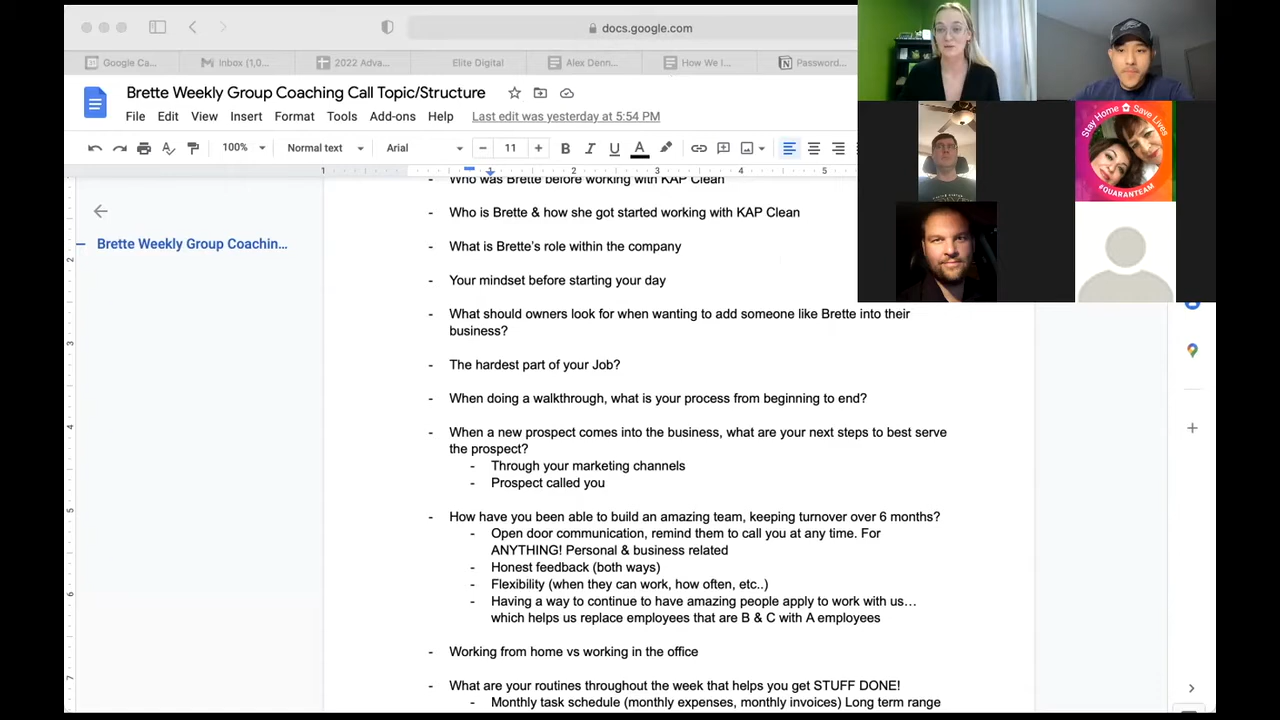 docs.google.com
Google Ca...
Inbox (1,0...
2022 Adva...
Elite Digital
Alex Denn...
How We I...
Password...
Brette Weekly Group Coaching Call Topic/Structure
File Edit View Insert Format Tools Add-ons Help Last edit was yesterday at 5:54 PM
100% Normal text Arial 11 B I U A
1 1 2 3 4 5
Brette Weekly Group Coachin...
2
3
4
5
6
7
- Who was Brette before working with KAP Clean
- Who is Brette & how she got started working with KAP Clean
- What is Brette's role within the company
- Your mindset before starting your day
- What should owners look for when wanting to add someone like Brette into their
business?
- The hardest part of your Job?
- When doing a walkthrough, what is your process from beginning to end?
- When a new prospect comes into the business, what are your next steps to best serve
the prospect?
- Through your marketing channels
- Prospect called you
- How have you been able to build an amazing team, keeping turnover over 6 months?
- Open door communication, remind them to call you at any time. For
ANYTHING! Personal & business related
- Honest feedback (both ways)
- Flexibility (when they can work, how often, etc..)
- Having a way to continue to have amazing people apply to work with us…
which helps us replace employees that are B & C with A employees
- Working from home vs working in the office
- What are your routines throughout the week that helps you get STUFF DONE!
- Monthly task schedule (monthly expenses, monthly invoices) Long term range
Stay Home Save Lives
#QUARANTEAM